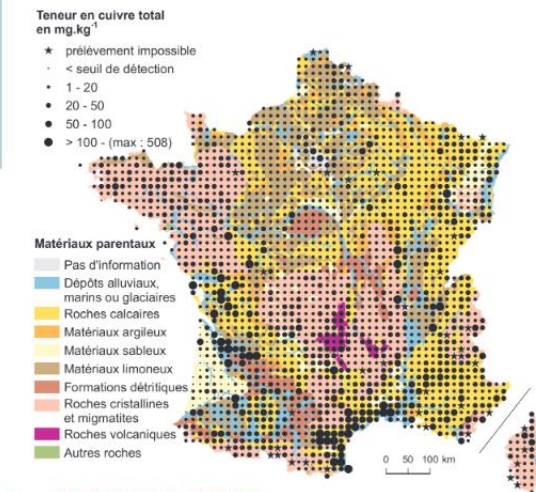 Teneur en cuivre total
en mg.kg⁻¹
prélèvement impossible
< seuil de détection
1 - 20
20 - 50
50 - 100
> 100 - (max : 508)
Matériaux parentaux
Pas d'information
Dépôts alluviaux,
marins ou glaciaires
Roches calcaires
Matériaux argileux
Matériaux sableux
Matériaux limoneux
Formations détritiques
Roches cristallines
et migmatites
Roches volcaniques
Autres roches
0 50 100 km